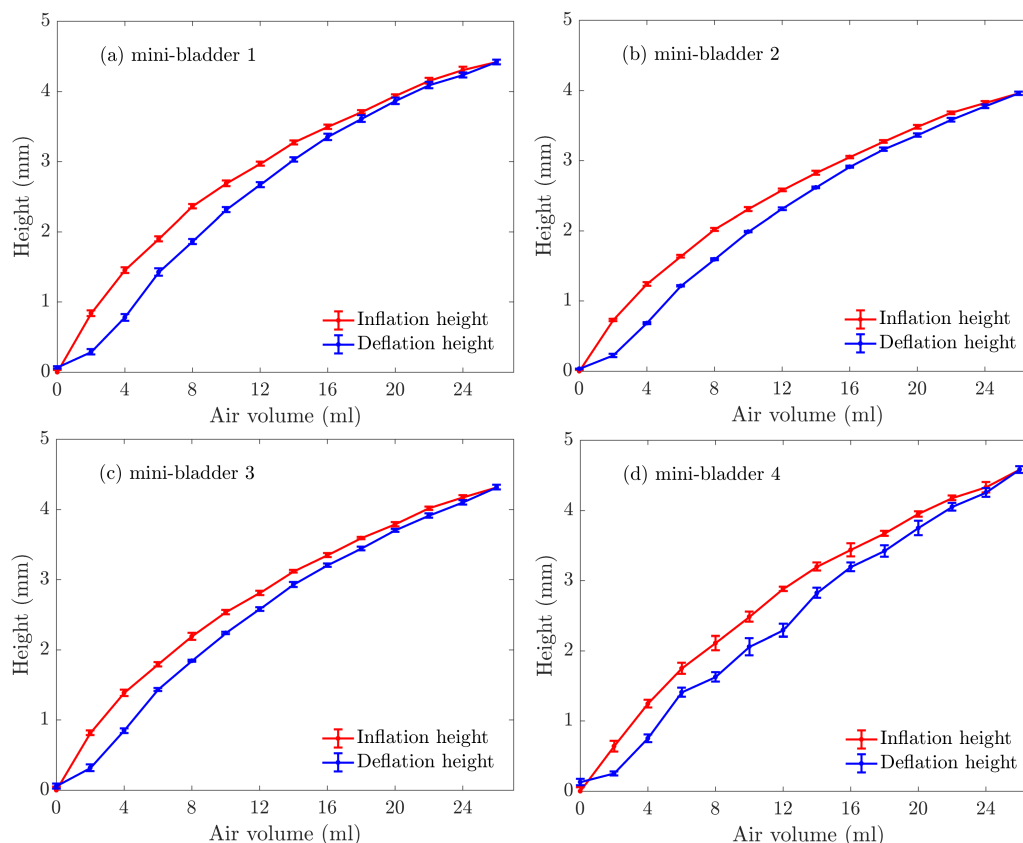 (a) mini-bladder 1
Height (mm)
5
4
3
2
1
0
Inflation height
Deflation height
0 4 8 12 16 20 24
Air volume (ml)
(b) mini-bladder 2
Height (mm)
5
4
3
2
1
0
Inflation height
Deflation height
0 4 8 12 16 20 24
Air volume (ml)
(c) mini-bladder 3
Height (mm)
5
4
3
2
1
0
Inflation height
Deflation height
0 4 8 12 16 20 24
Air volume (ml)
(d) mini-bladder 4
Height (mm)
5
4
3
2
1
0
Inflation height
Deflation height
0 4 8 12 16 20 24
Air volume (ml)